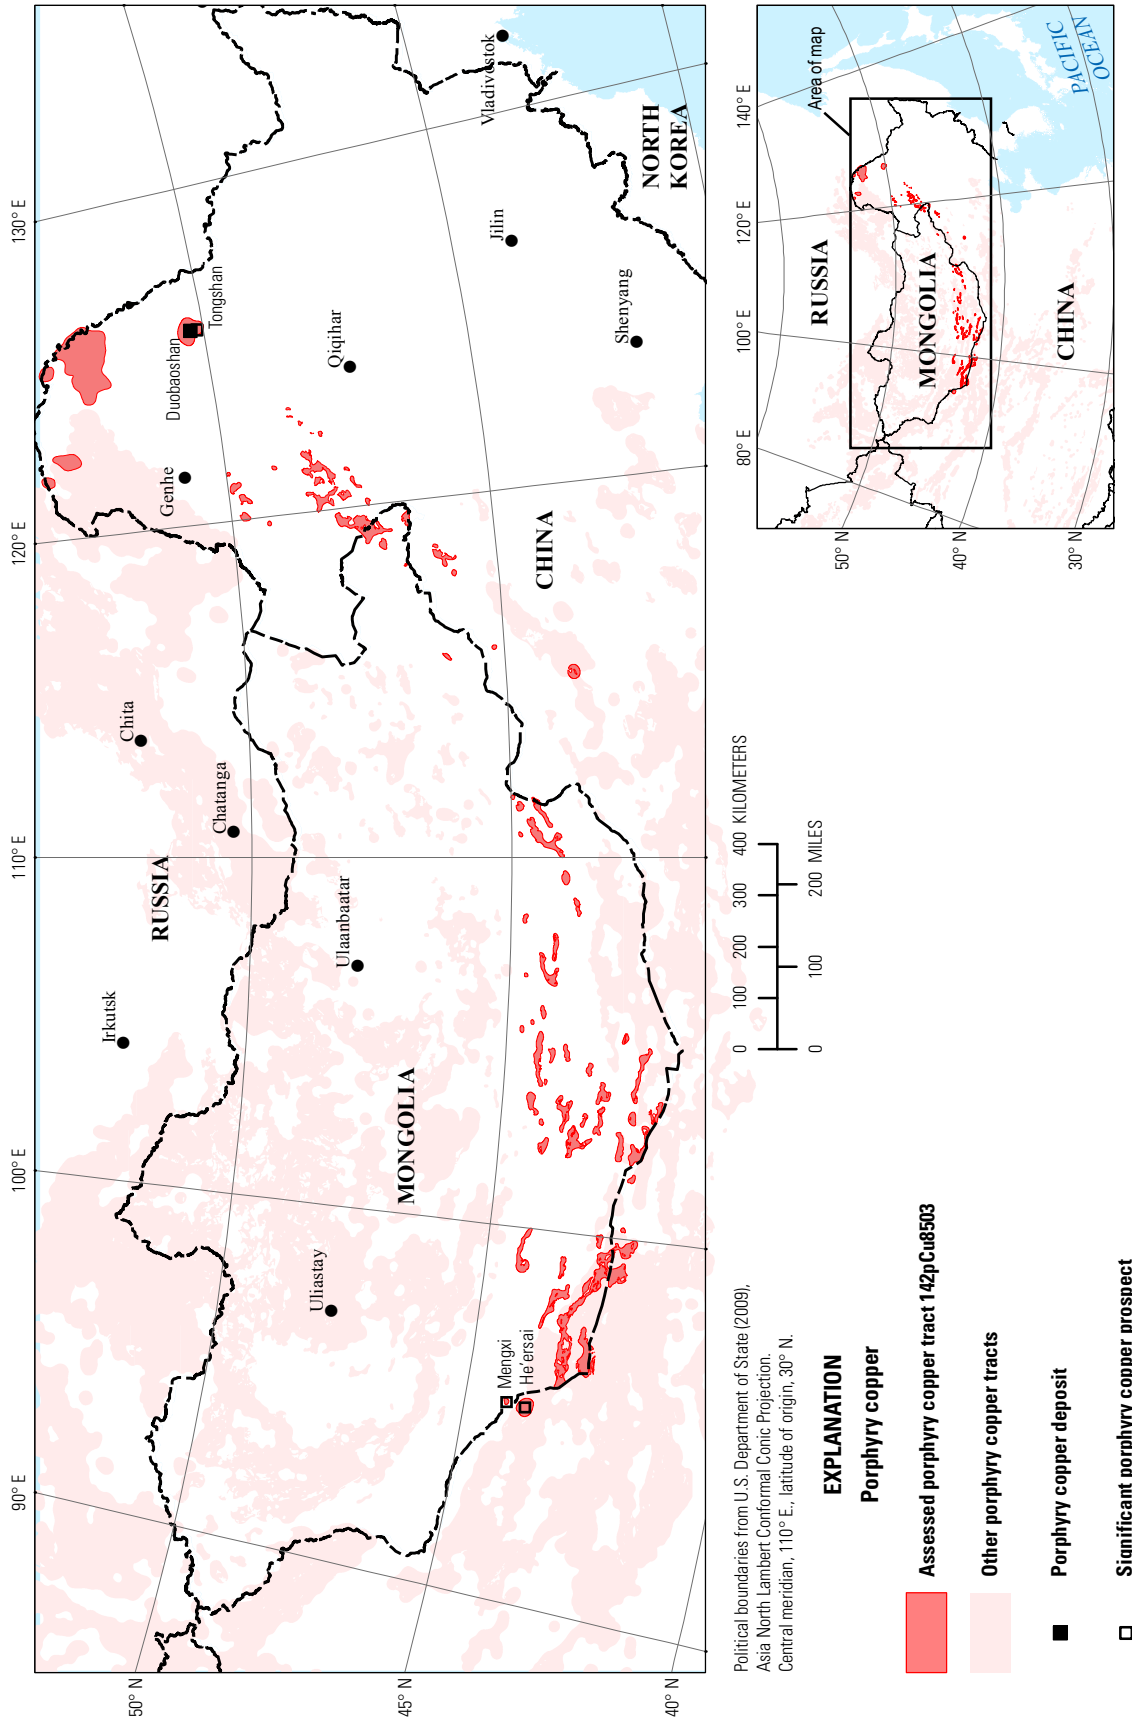 90° E
100° E
110° E
120° E
130° E
50° N
45° N
40° N
RUSSIA
MONGOLIA
CHINA
NORTH
KOREA
Irkutsk
Chatanga
Chita
Genhe
Duobaoshan
Tongshan
Qiqihar
Jilin
Vladivostok
Shenyang
Ulaanbaatar
Uliastay
Mengxi
He'ersai
Political boundaries from U.S. Department of State (2009),
Asia North Lambert Conformal Conic Projection.
Central meridian, 110° E., latitude of origin, 30° N.
0 100 200 300 400 KILOMETERS
0 100 200 MILES
EXPLANATION
Porphyry copper
Assessed porphyry copper tract 142pCu8503
Other porphyry copper tracts
Porphyry copper deposit
Significant porphyry copper prospect
80° E
100° E
120° E
140° E
50° N
40° N
30° N
Area of map
RUSSIA
MONGOLIA
CHINA
PACIFIC
OCEAN